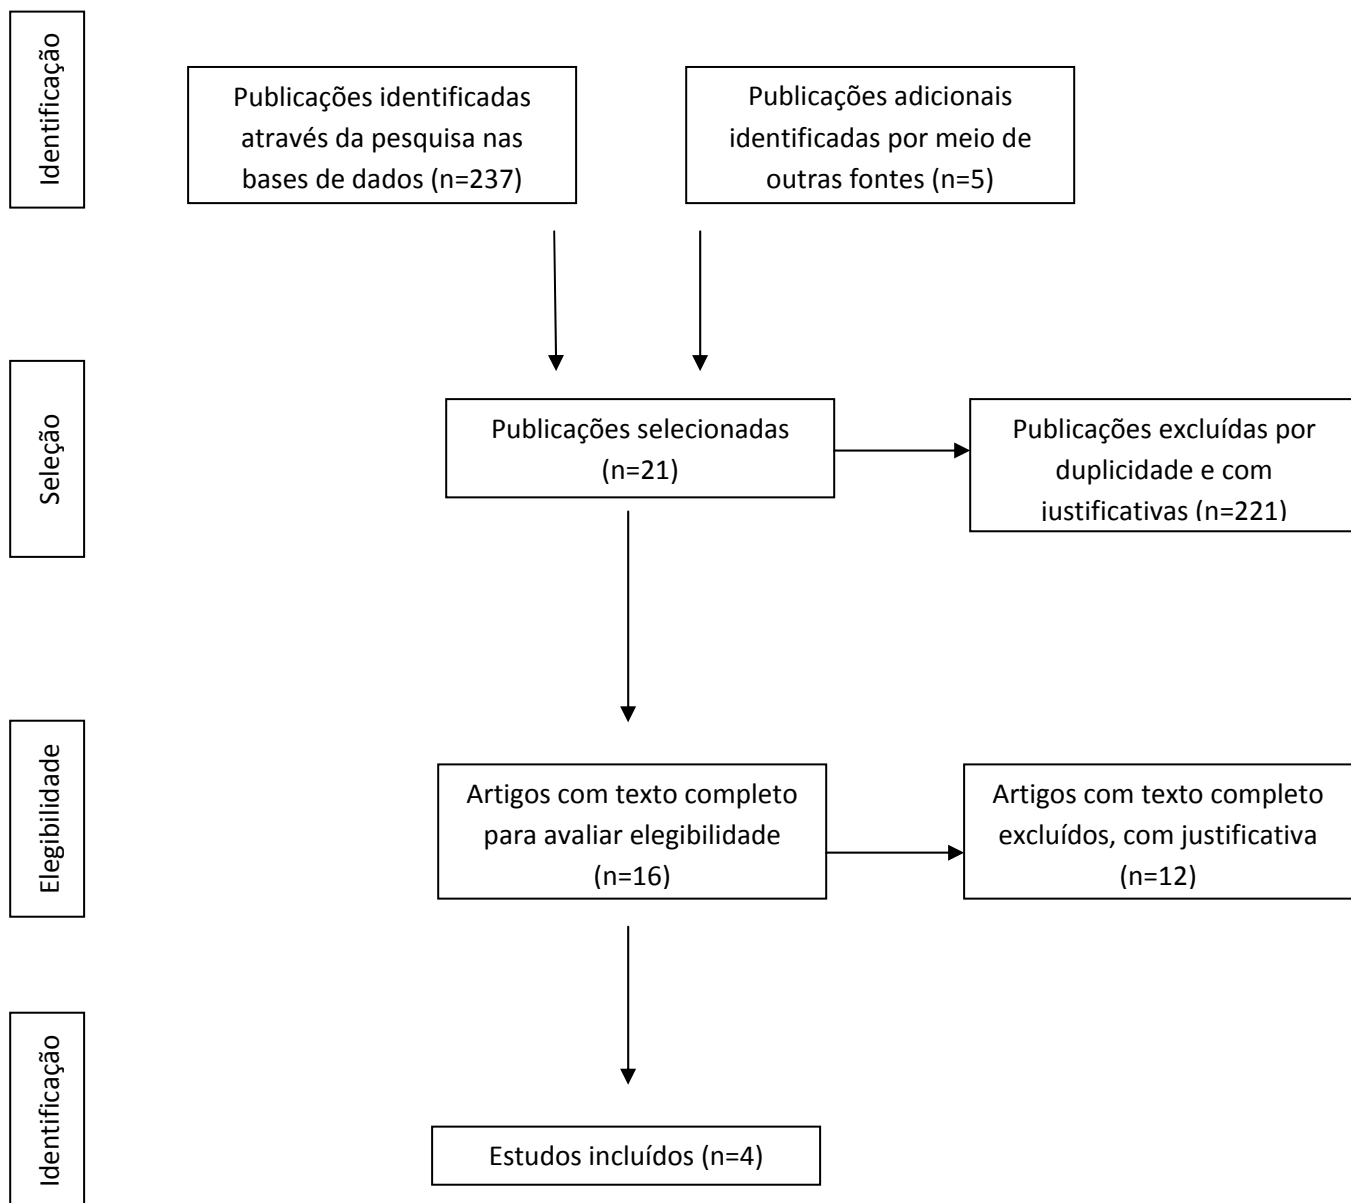 Identificação
Publicações identificadas
através da pesquisa nas
bases de dados (n=237)
Publicações adicionais
identificadas por meio de
outras fontes (n=5)
Seleção
Publicações selecionadas
(n=21)
Publicações excluídas por
duplicidade e com
justificativas (n=221)
Elegibilidade
Artigos com texto completo
para avaliar elegibilidade
(n=16)
Artigos com texto completo
excluídos, com justificativa
(n=12)
Identificação
Estudos incluídos (n=4)